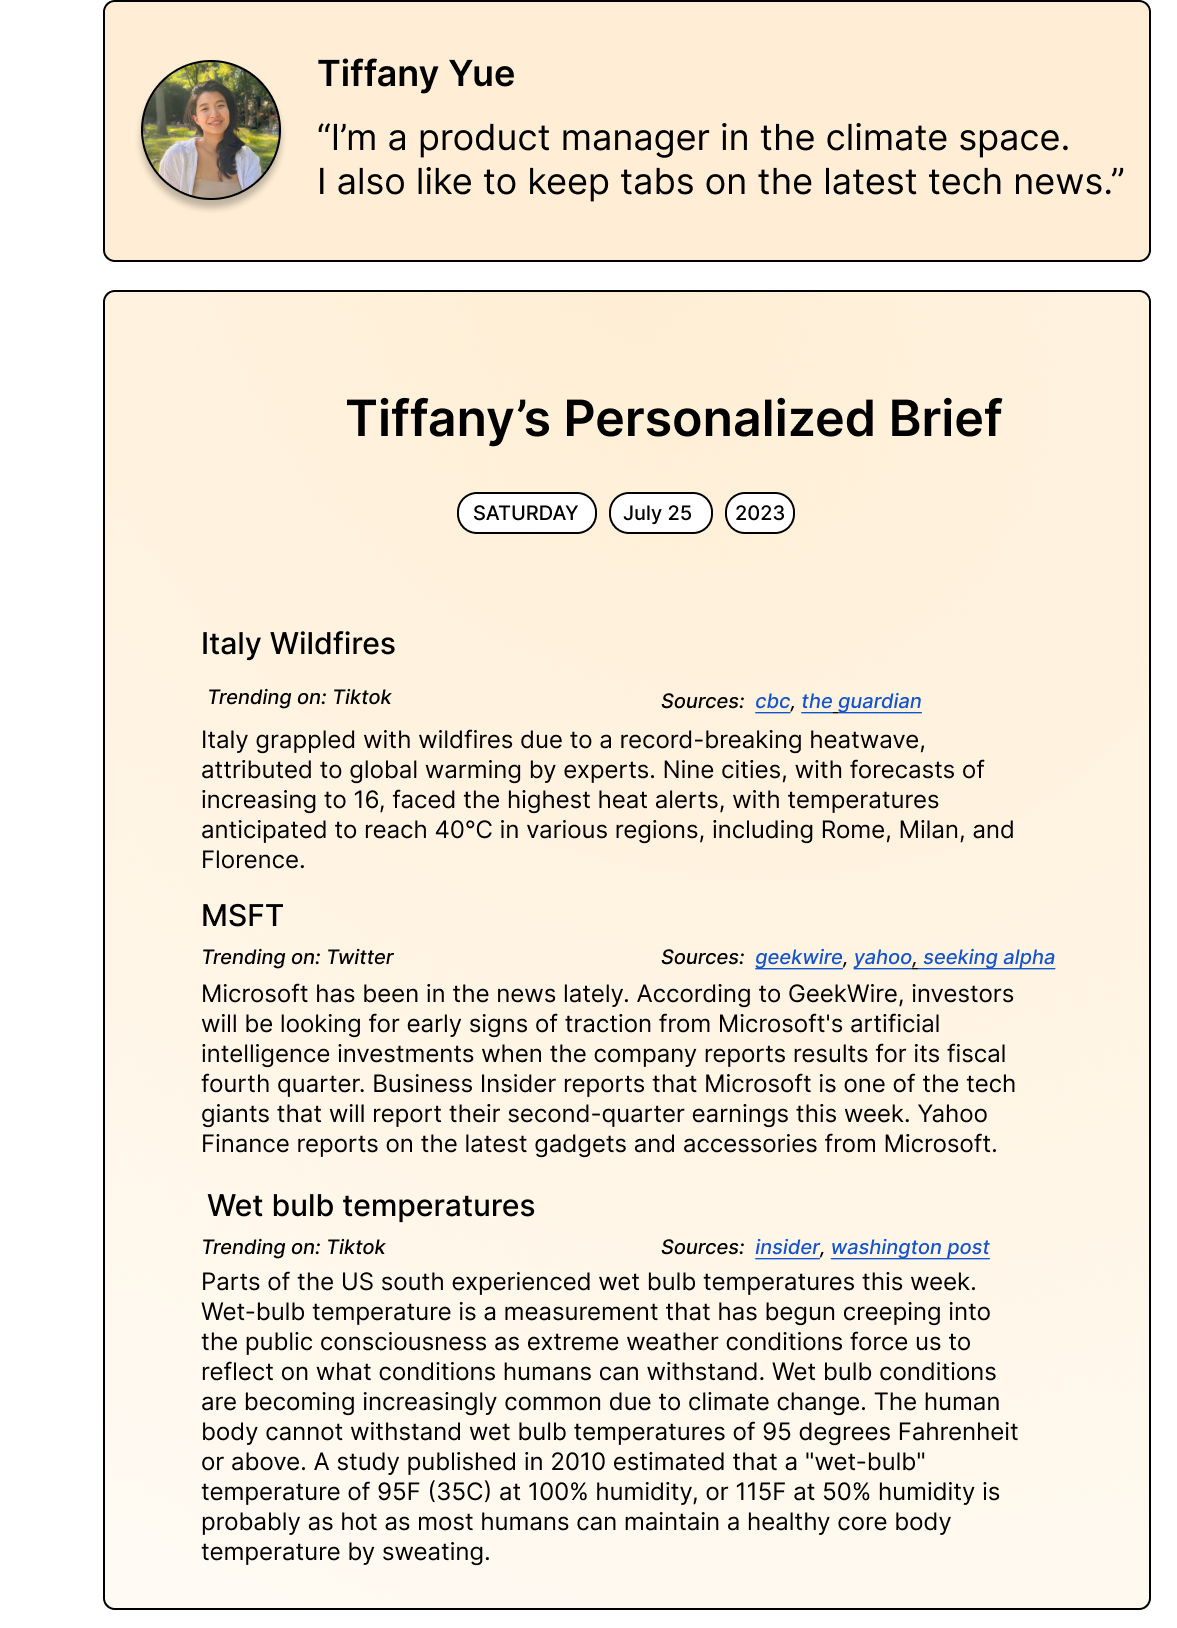 Tiffany Yue
“I’m a product manager in the climate space.
I also like to keep tabs on the latest tech news.”
Tiffany’s Personalized Brief
SATURDAY July 25 2023
Italy Wildfires
Trending on: Tiktok Sources: cbc, the guardian
Italy grappled with wildfires due to a record-breaking heatwave,
attributed to global warming by experts. Nine cities, with forecasts of
increasing to 16, faced the highest heat alerts, with temperatures
anticipated to reach 40°C in various regions, including Rome, Milan, and
Florence.
MSFT
Trending on: Twitter Sources: geekwire, yahoo, seeking alpha
Microsoft has been in the news lately. According to GeekWire, investors
will be looking for early signs of traction from Microsoft's artificial
intelligence investments when the company reports results for its fiscal
fourth quarter. Business Insider reports that Microsoft is one of the tech
giants that will report their second-quarter earnings this week. Yahoo
Finance reports on the latest gadgets and accessories from Microsoft.
Wet bulb temperatures
Trending on: Tiktok Sources: insider, washington post
Parts of the US south experienced wet bulb temperatures this week.
Wet-bulb temperature is a measurement that has begun creeping into
the public consciousness as extreme weather conditions force us to
reflect on what conditions humans can withstand. Wet bulb conditions
are becoming increasingly common due to climate change. The human
body cannot withstand wet bulb temperatures of 95 degrees Fahrenheit
or above. A study published in 2010 estimated that a "wet-bulb"
temperature of 95F (35C) at 100% humidity, or 115F at 50% humidity is
probably as hot as most humans can maintain a healthy core body
temperature by sweating.